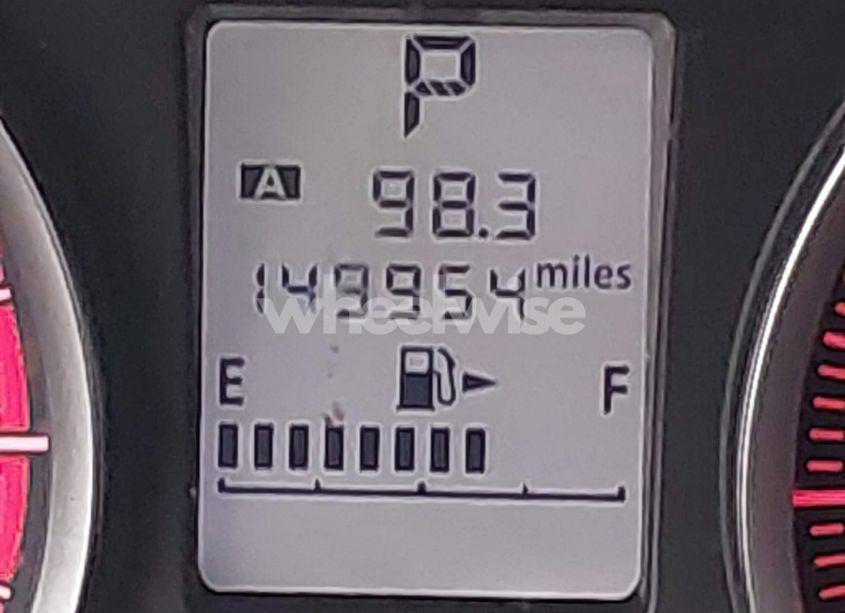 P
A 98.3
149954 miles
wheelwise
E F